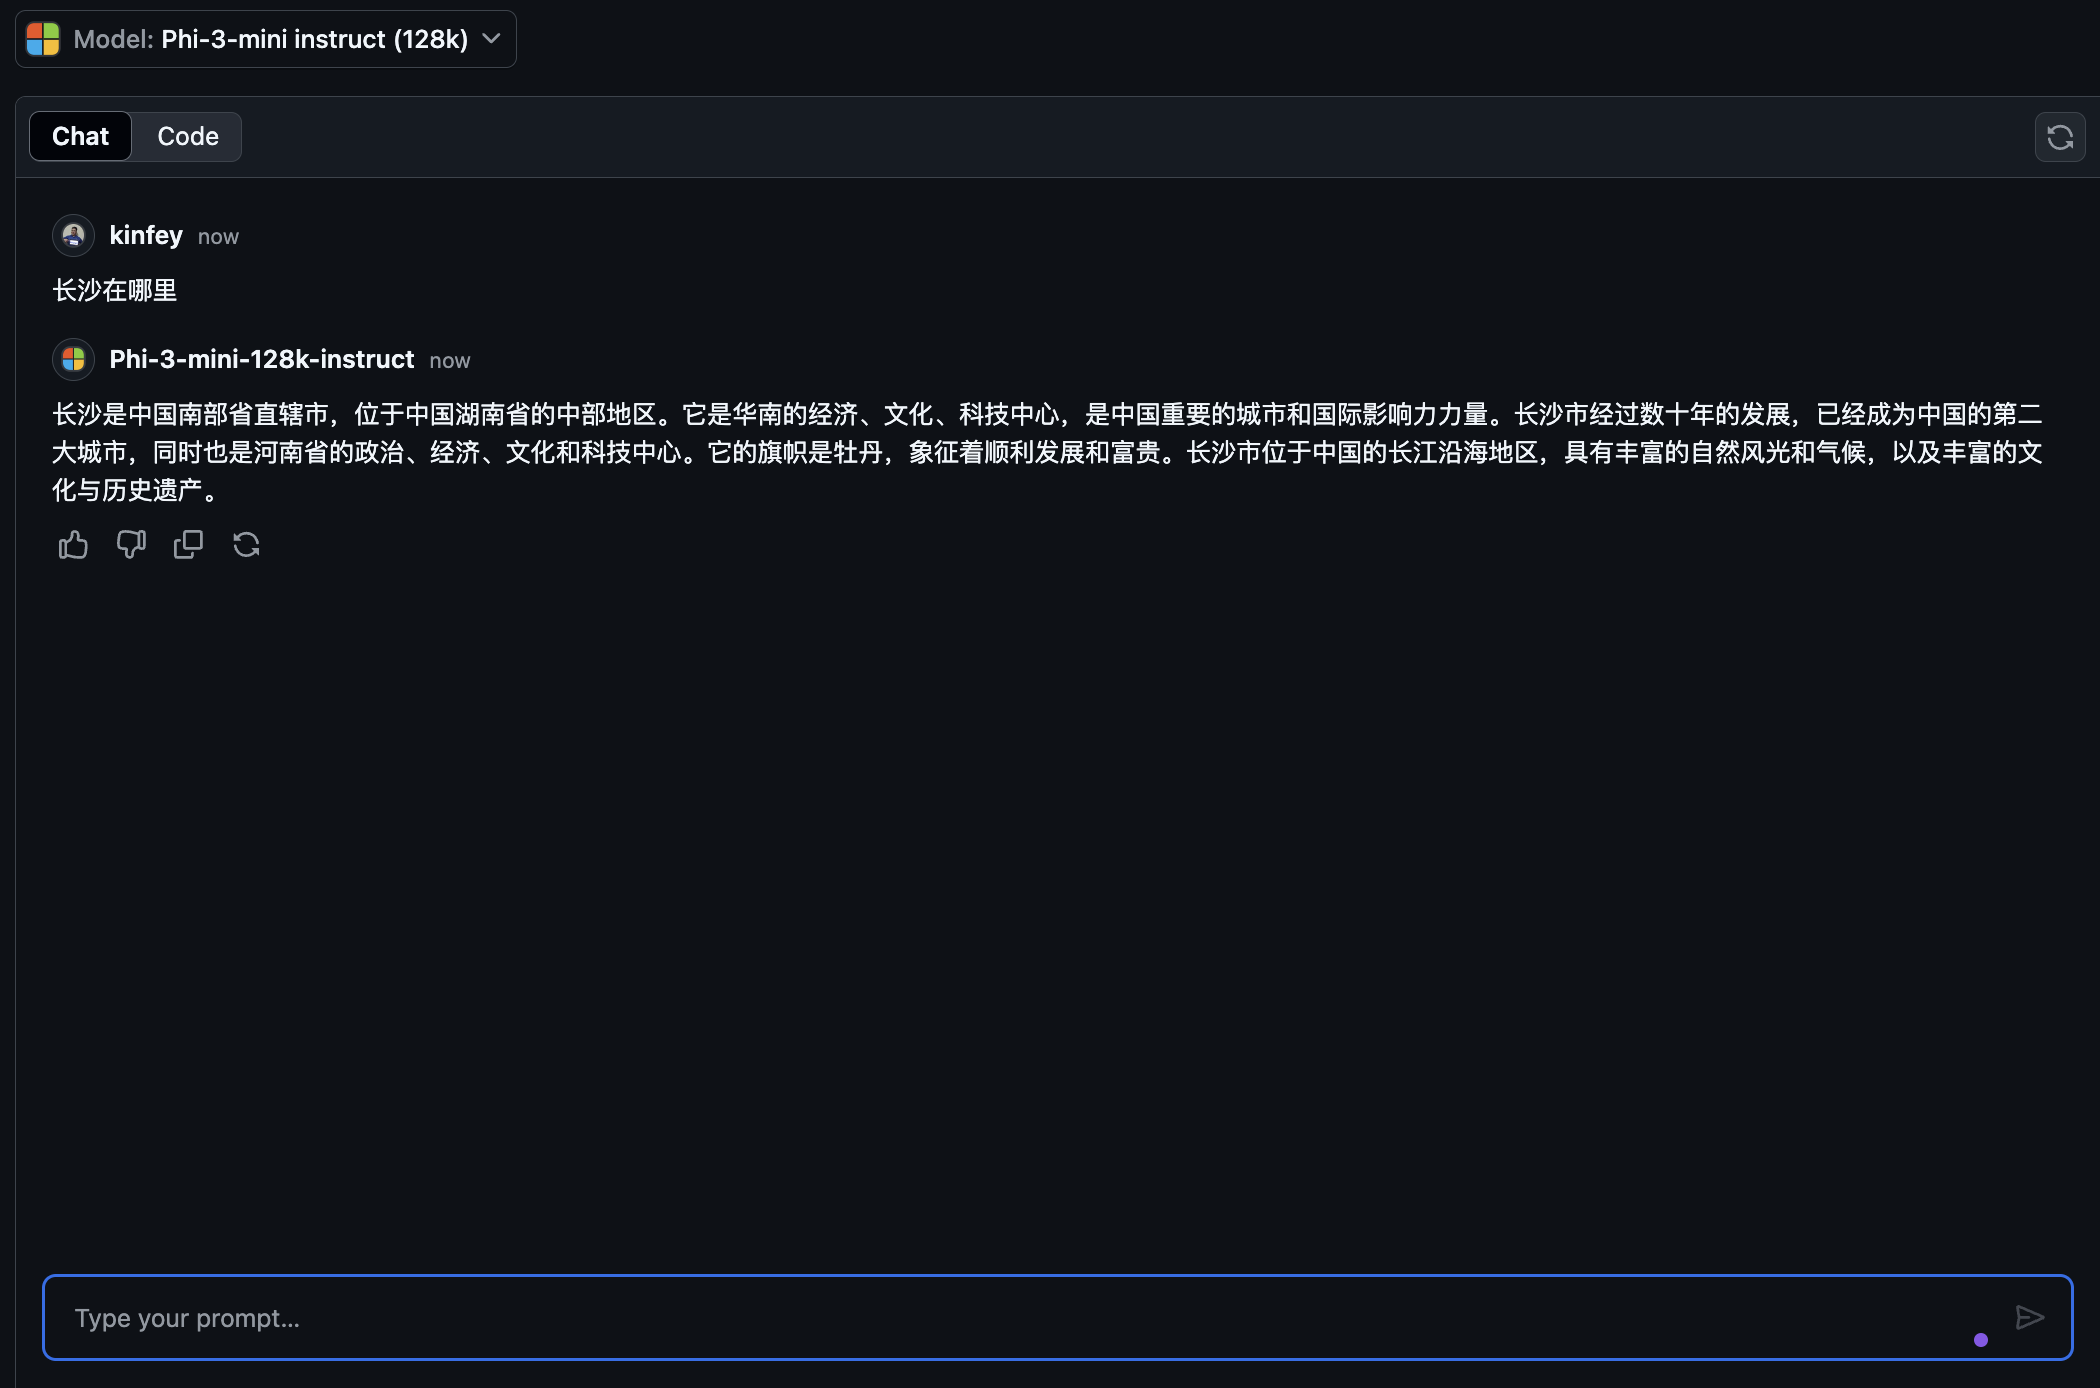 Model: Phi-3-mini instruct (128k)
Chat
Code
kinfey now
长沙在哪里
Phi-3-mini-128k-instruct now
长沙是中国南部省直辖市，位于中国湖南省的中部地区。它是华南的经济、文化、科技中心，是中国重要的城市和国际影响力力量。长沙市经过数十年的发展，已经成为中国的第二
大城市，同时也是河南省的政治、经济、文化和科技中心。它的旗帜是牡丹，象征着顺利发展和富贵。长沙市位于中国的长江沿海地区，具有丰富的自然风光和气候，以及丰富的文
化与历史遗产。
Type your prompt...